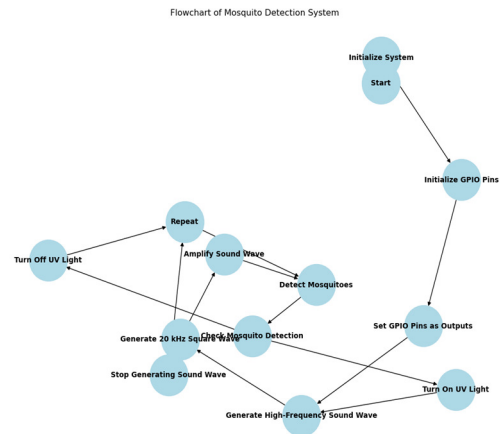 Flowchart of Mosquito Detection System
Initialize System
Start
Initialize GPIO Pins
Repeat
Amplify Sound Wave
Turn Off UV Light
Detect Mosquitoes
Set GPIO Pins as Outputs
Check Mosquito Detection
Generate 20 kHz Square Wave
Stop Generating Sound Wave
Turn On UV Light
Generate High-Frequency Sound Wave